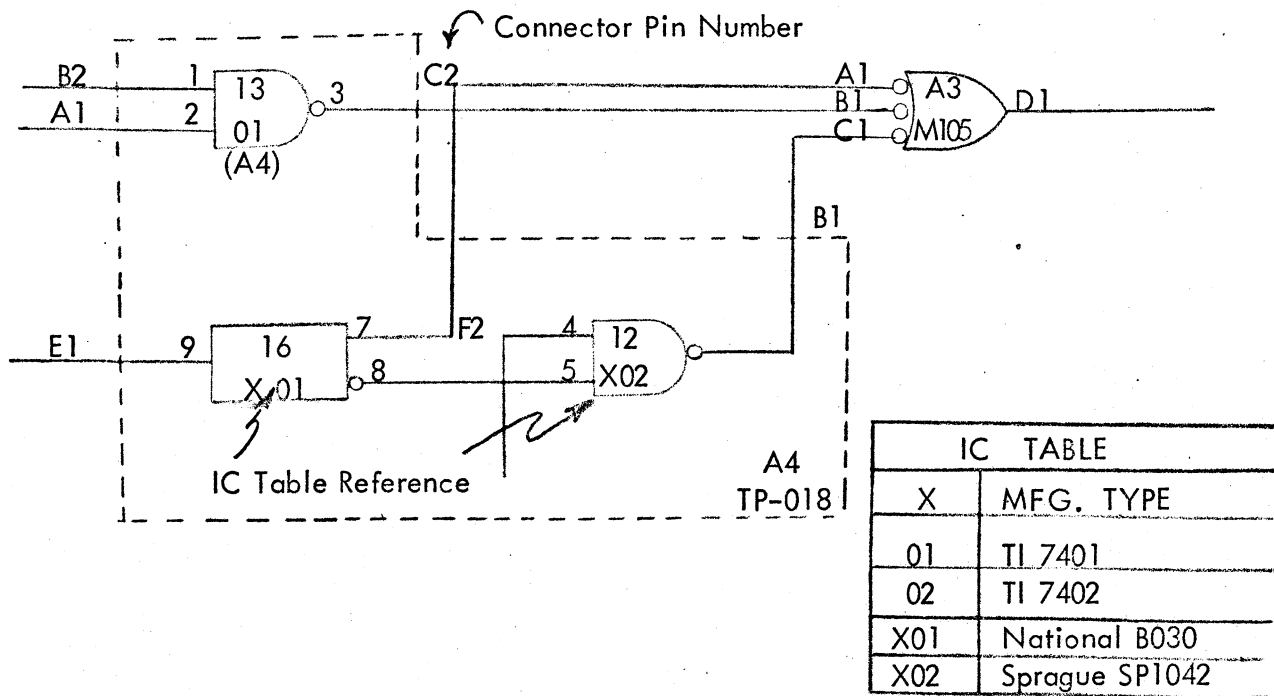 Connector Pin Number
B2 1 13 3 C2 A1 A3 D1
A1 2 01 B1 M105
(A4) C1
B1
E1 9 16 7 F2 4 12
X 01 8 5 X02
IC Table Reference
A4
TP-018
IC TABLE
X MFG. TYPE
01 TI 7401
02 TI 7402
X01 National B030
X02 Sprague SP1042